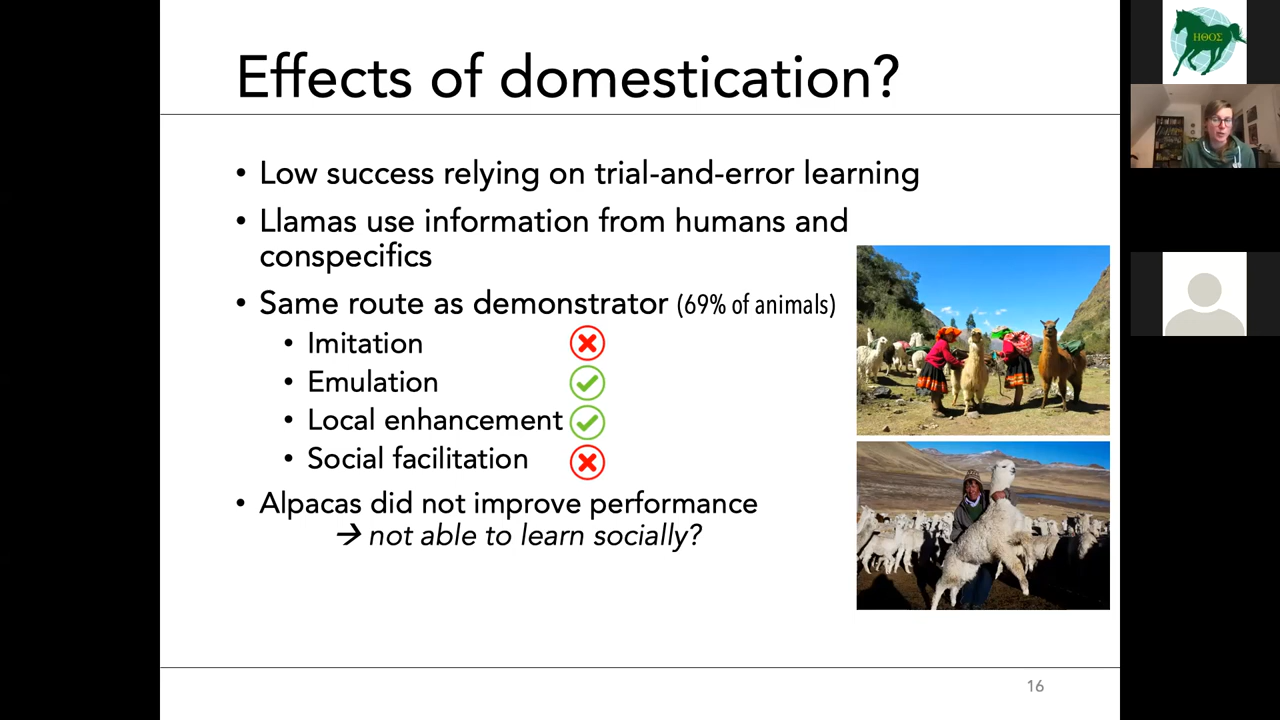 Effects of domestication?
• Low success relying on trial-and-error learning
• Llamas use information from humans and
conspecifics
• Same route as demonstrator (69% of animals)
• Imitation
• Emulation
• Local enhancement
• Social facilitation
• Alpacas did not improve performance
→ not able to learn socially?
16
ΗΘΟΣ